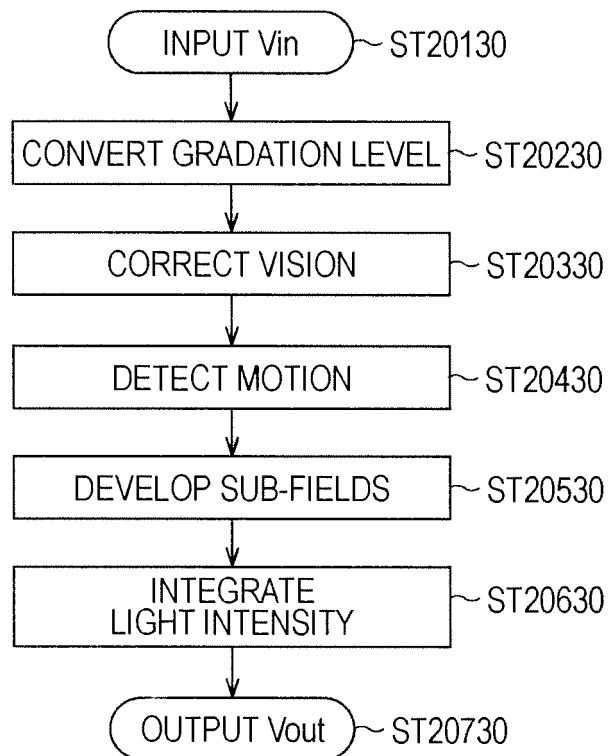 INPUT Vin ST20130
CONVERT GRADATION LEVEL ST20230
CORRECT VISION ST20330
DETECT MOTION ST20430
DEVELOP SUB-FIELDS ST20530
INTEGRATE
LIGHT INTENSITY ST20630
OUTPUT Vout ST20730